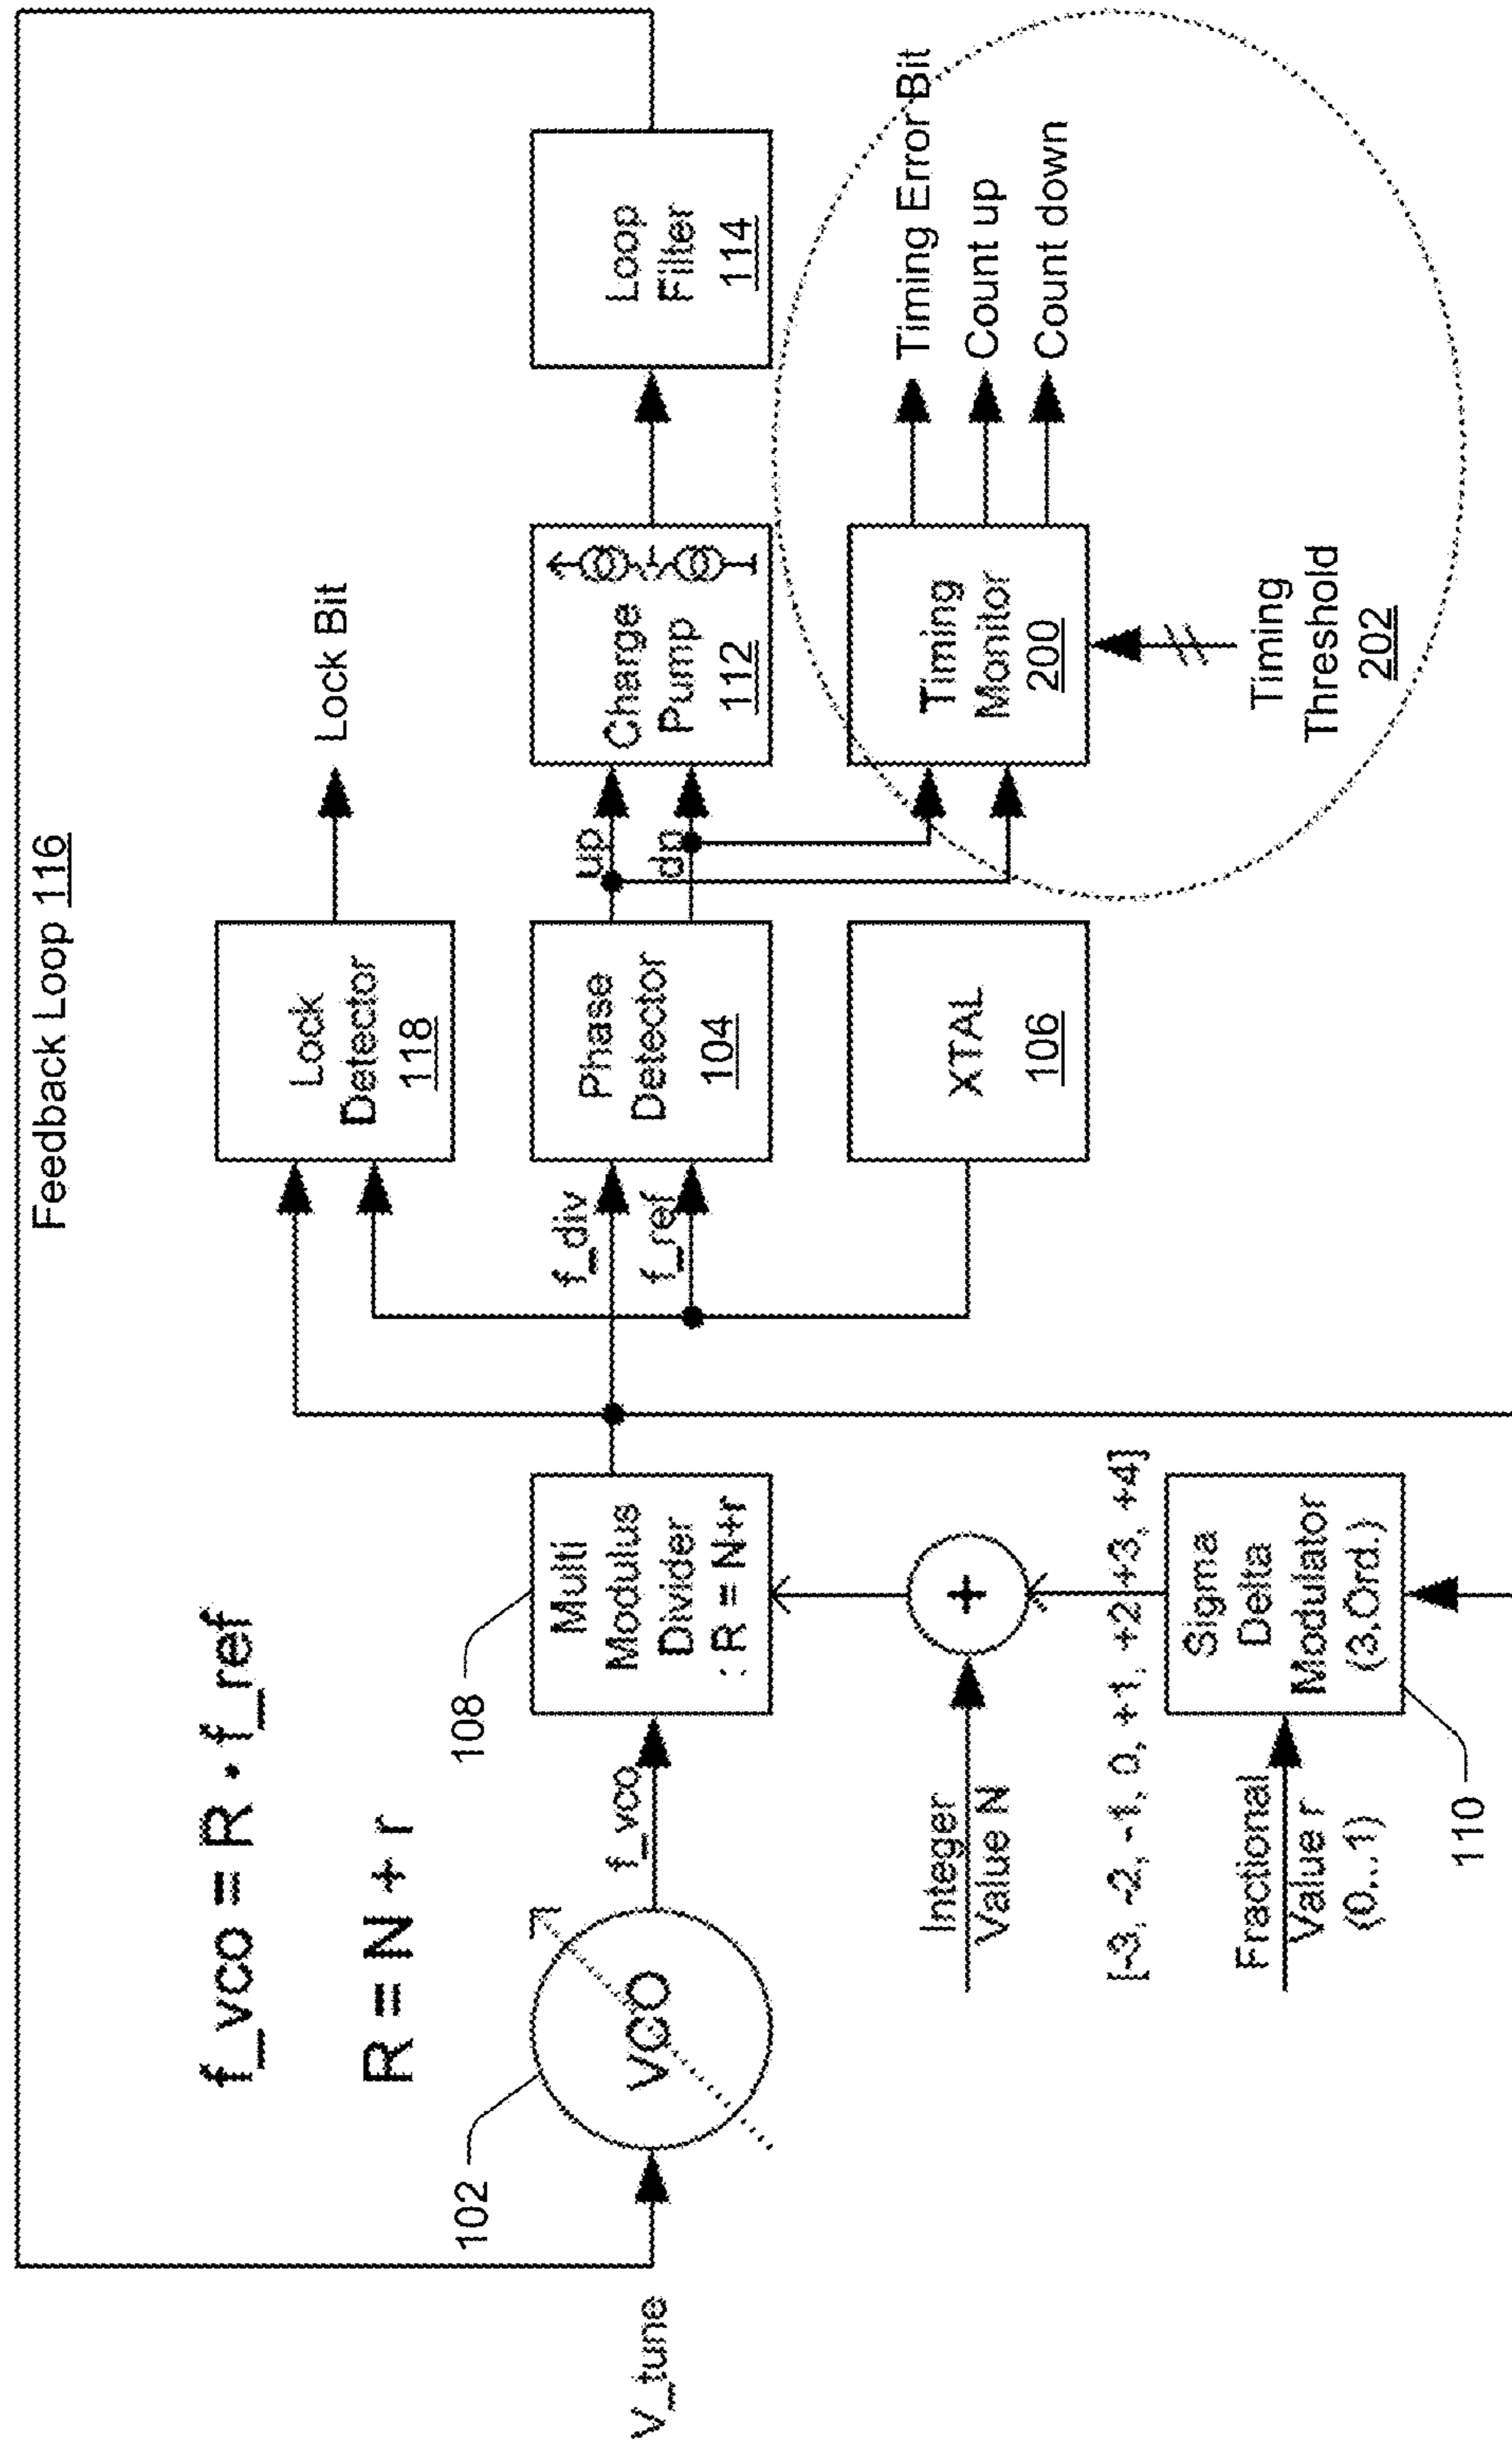 Feedback Loop 116
f_vco = R · f_ref
R = N + r
Lock
Detector
118
Lock Bit
102
108
V_tune
VCO
f_vco
Multi
Modulus
Divider
: R = N+r
f_div
f_ref
Phase
Detector
104
up
dn
Charge
Pump
112
Loop
Filter
114
XTAL
106
Timing
Monitor
200
Timing Error Bit
Count up
Count down
Timing
Threshold
202
Integer
Value N
+
[-3, -2, -1, 0, +1, +2 +3, +4]
Fractional
Value r
(0...1)
Sigma
Delta
Modulator
(3.Ord.)
110